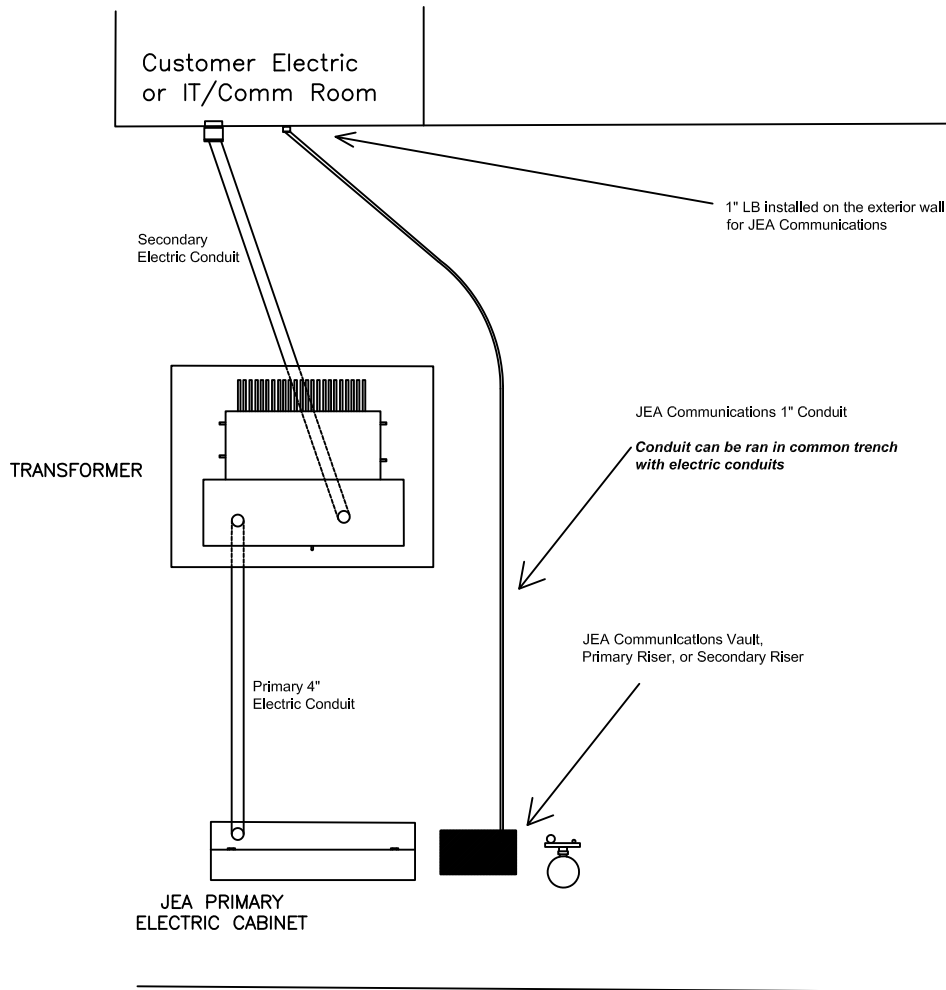 Customer Electric
or IT/Comm Room
1" LB installed on the exterior wall
for JEA Communications
Secondary
Electric Conduit
JEA Communications 1" Conduit
Conduit can be ran in common trench
with electric conduits
TRANSFORMER
JEA Communications Vault,
Primary Riser, or Secondary Riser
Primary 4"
Electric Conduit
JEA PRIMARY
ELECTRIC CABINET